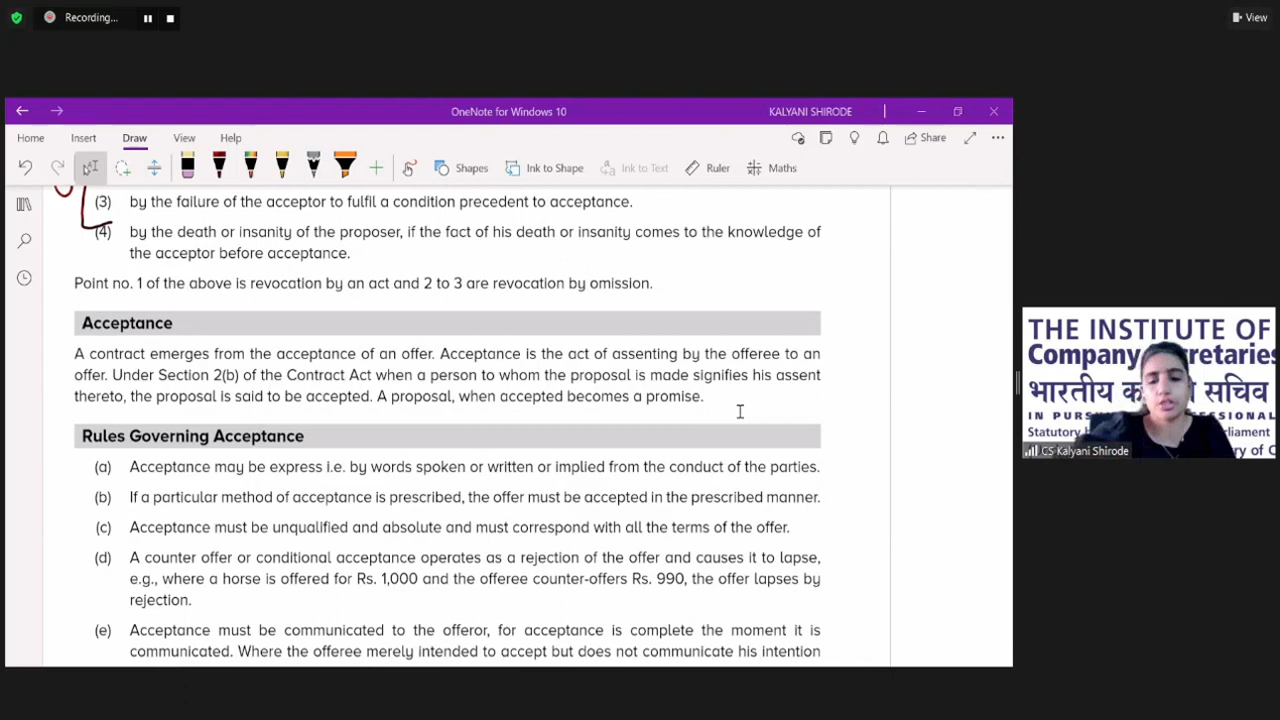 Recording...
View
OneNote for Windows 10
KALYANI SHIRODE
Home Insert Draw View Help
Share
Shapes Ink to Shape Ink to Text Ruler Maths
(3) by the failure of the acceptor to fulfil a condition precedent to acceptance.
(4) by the death or insanity of the proposer, if the fact of his death or insanity comes to the knowledge of
the acceptor before acceptance.
Point no. 1 of the above is revocation by an act and 2 to 3 are revocation by omission.
Acceptance
A contract emerges from the acceptance of an offer. Acceptance is the act of assenting by the offeree to an
offer. Under Section 2(b) of the Contract Act when a person to whom the proposal is made signifies his assent
thereto, the proposal is said to be accepted. A proposal, when accepted becomes a promise.
Rules Governing Acceptance
(a) Acceptance may be express i.e. by words spoken or written or implied from the conduct of the parties.
(b) If a particular method of acceptance is prescribed, the offer must be accepted in the prescribed manner.
(c) Acceptance must be unqualified and absolute and must correspond with all the terms of the offer.
(d) A counter offer or conditional acceptance operates as a rejection of the offer and causes it to lapse,
e.g., where a horse is offered for Rs. 1,000 and the offeree counter-offers Rs. 990, the offer lapses by
rejection.
(e) Acceptance must be communicated to the offeror, for acceptance is complete the moment it is
communicated. Where the offeree merely intended to accept but does not communicate his intention
THE INSTITUTE OF
Company
भारतीय सचिव
IN PURS
Statutory
CS Kalyani Shirode